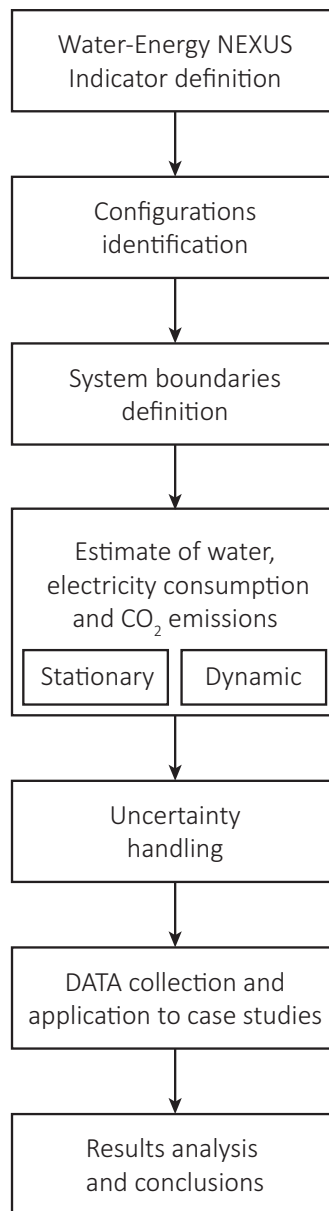 Water-Energy NEXUS
Indicator definition
Configurations
identification
System boundaries
definition
Estimate of water,
electricity consumption
and CO₂ emissions
Stationary
Dynamic
Uncertainty
handling
DATA collection and
application to case studies
Results analysis
and conclusions